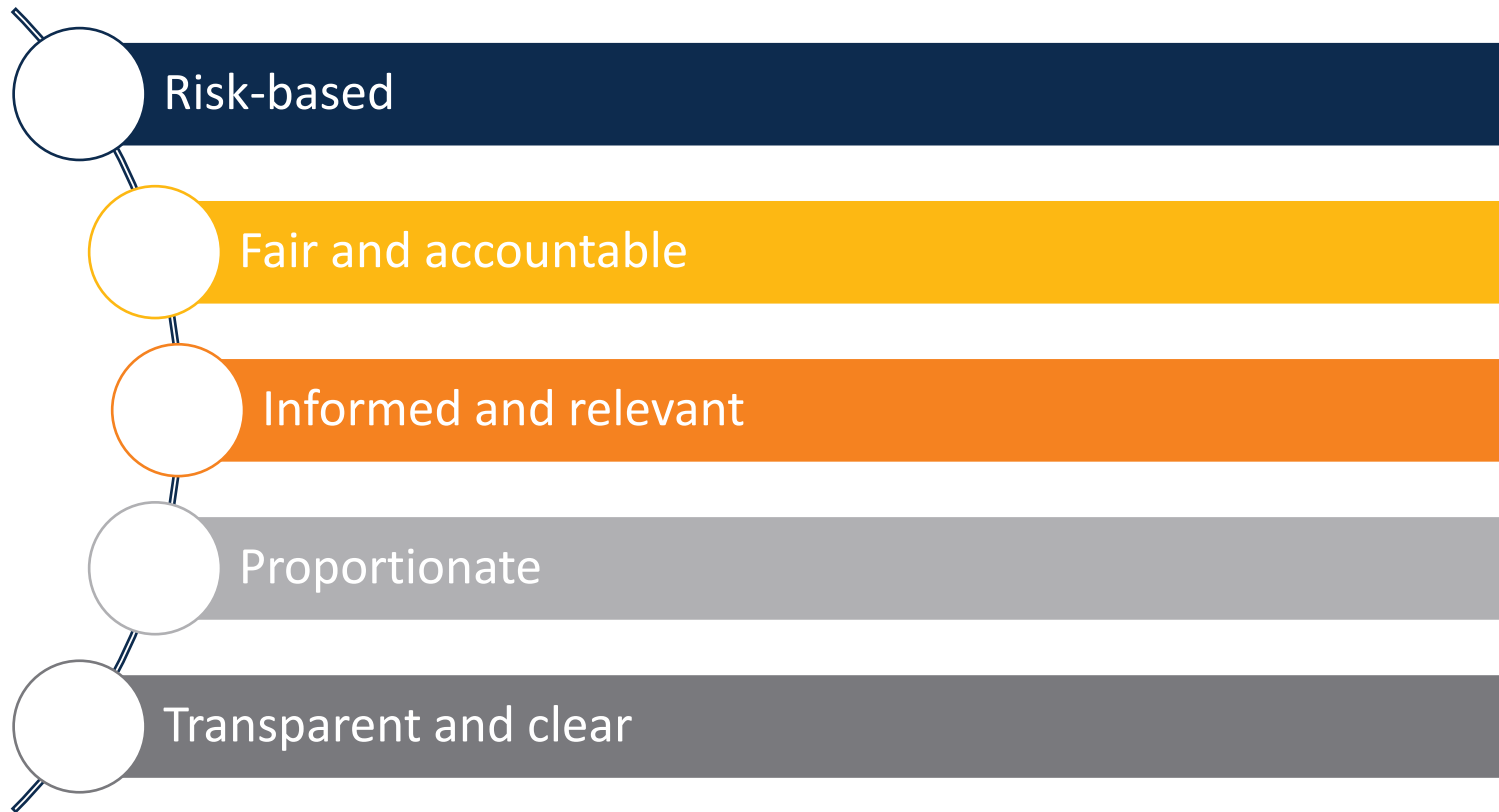 Risk-based
Fair and accountable
Informed and relevant
Proportionate
Transparent and clear